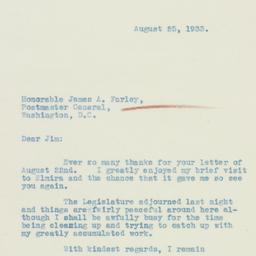 August 25, 1933.
Honorable James A. Farley,
Postmaster General,
Washington, D.C.
Dear Jim:
Ever so many thanks for your letter of
August 22nd. I greatly enjoyed my brief visit
to Elmira and the chance that it gave me so see
you again.
The Legislature adjourned last night
and things are fairly peaceful around here al-
though I shall be awfully busy for the time
being cleaning up and trying to catch up with
my greatly accumulated work.
With kindest regards, I remain